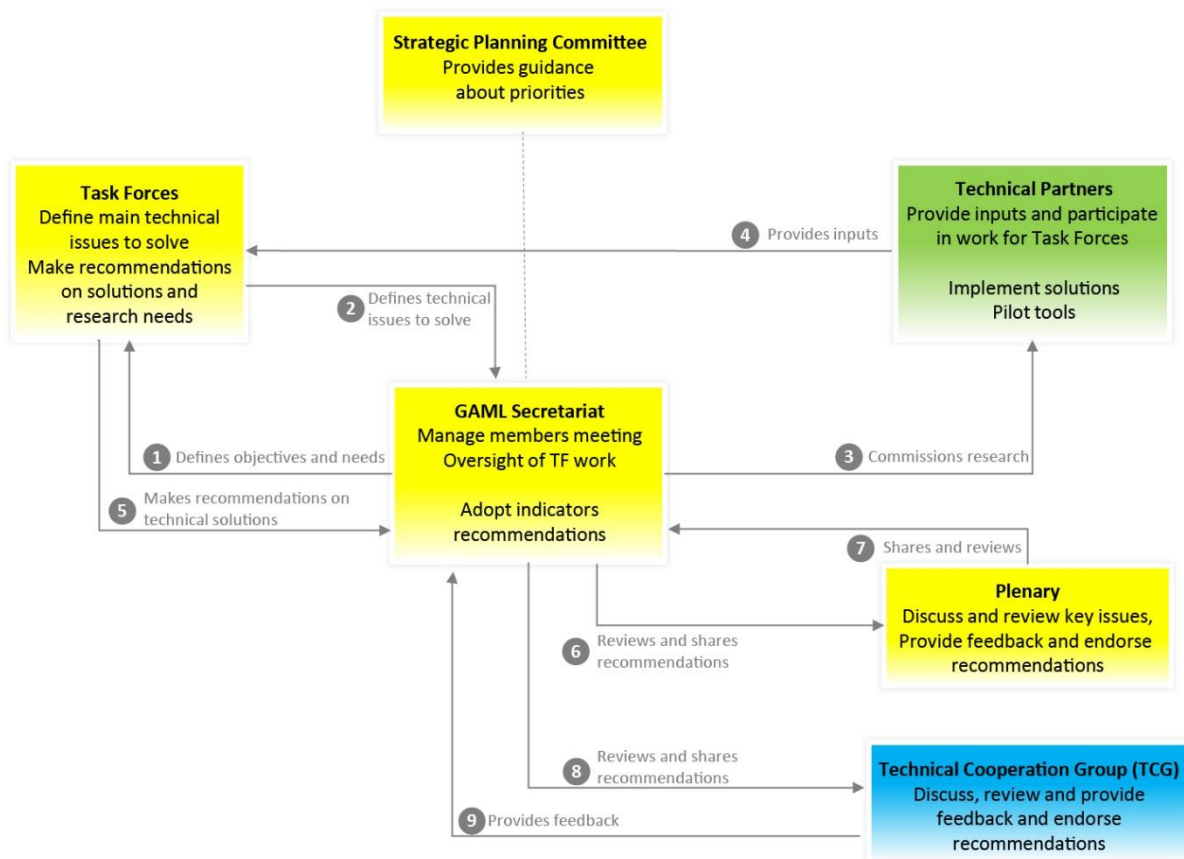 Strategic Planning Committee
Provides guidance
about priorities
Task Forces
Define main technical
issues to solve
Make recommendations
on solutions and
research needs
Technical Partners
Provide inputs and participate
in work for Task Forces
Implement solutions
Pilot tools
4 Provides inputs
2 Defines technical
issues to solve
GAML Secretariat
Manage members meeting
Oversight of TF work
Adopt indicators
recommendations
1 Defines objectives and needs
3 Commissions research
5 Makes recommendations on
technical solutions
7 Shares and reviews
Plenary
Discuss and review key issues,
Provide feedback and endorse
recommendations
6 Reviews and shares
recommendations
8 Reviews and shares
recommendations
Technical Cooperation Group (TCG)
Discuss, review and provide
feedback and endorse
recommendations
9 Provides feedback